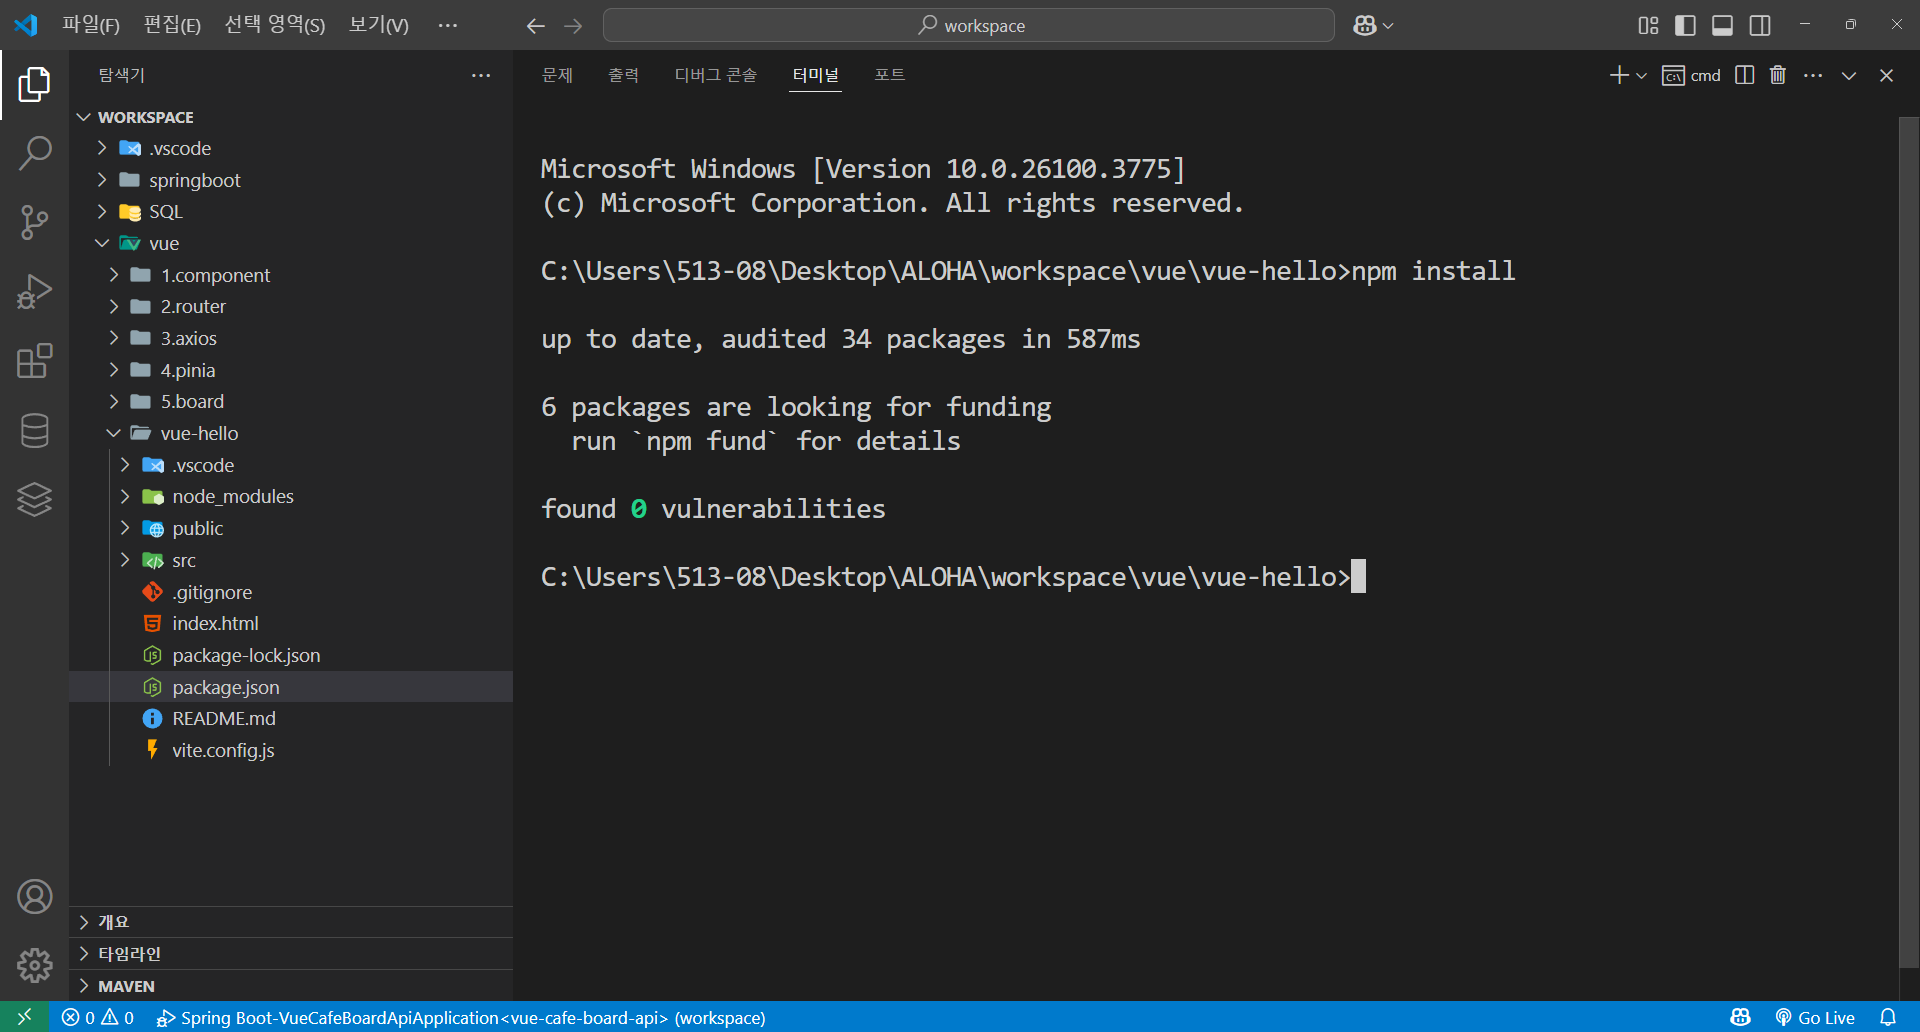 파일(F) 편집(E) 선택 영역(S) 보기(V) ··· workspace
탐색기 ···
WORKSPACE
.vscode
springboot
SQL
vue
1.component
2.router
3.axios
4.pinia
5.board
vue-hello
.vscode
node_modules
public
src
.gitignore
index.html
package-lock.json
package.json
README.md
vite.config.js
개요
타임라인
MAVEN
문제 출력 디버그 콘솔 터미널 포트 cmd ···
Microsoft Windows [Version 10.0.26100.3775]
(c) Microsoft Corporation. All rights reserved.
C:\Users\513-08\Desktop\ALOHA\workspace\vue\vue-hello>npm install
up to date, audited 34 packages in 587ms
6 packages are looking for funding
run `npm fund` for details
found 0 vulnerabilities
C:\Users\513-08\Desktop\ALOHA\workspace\vue\vue-hello>
0 0 Spring Boot-VueCafeBoardApiApplication<vue-cafe-board-api> (workspace) Go Live